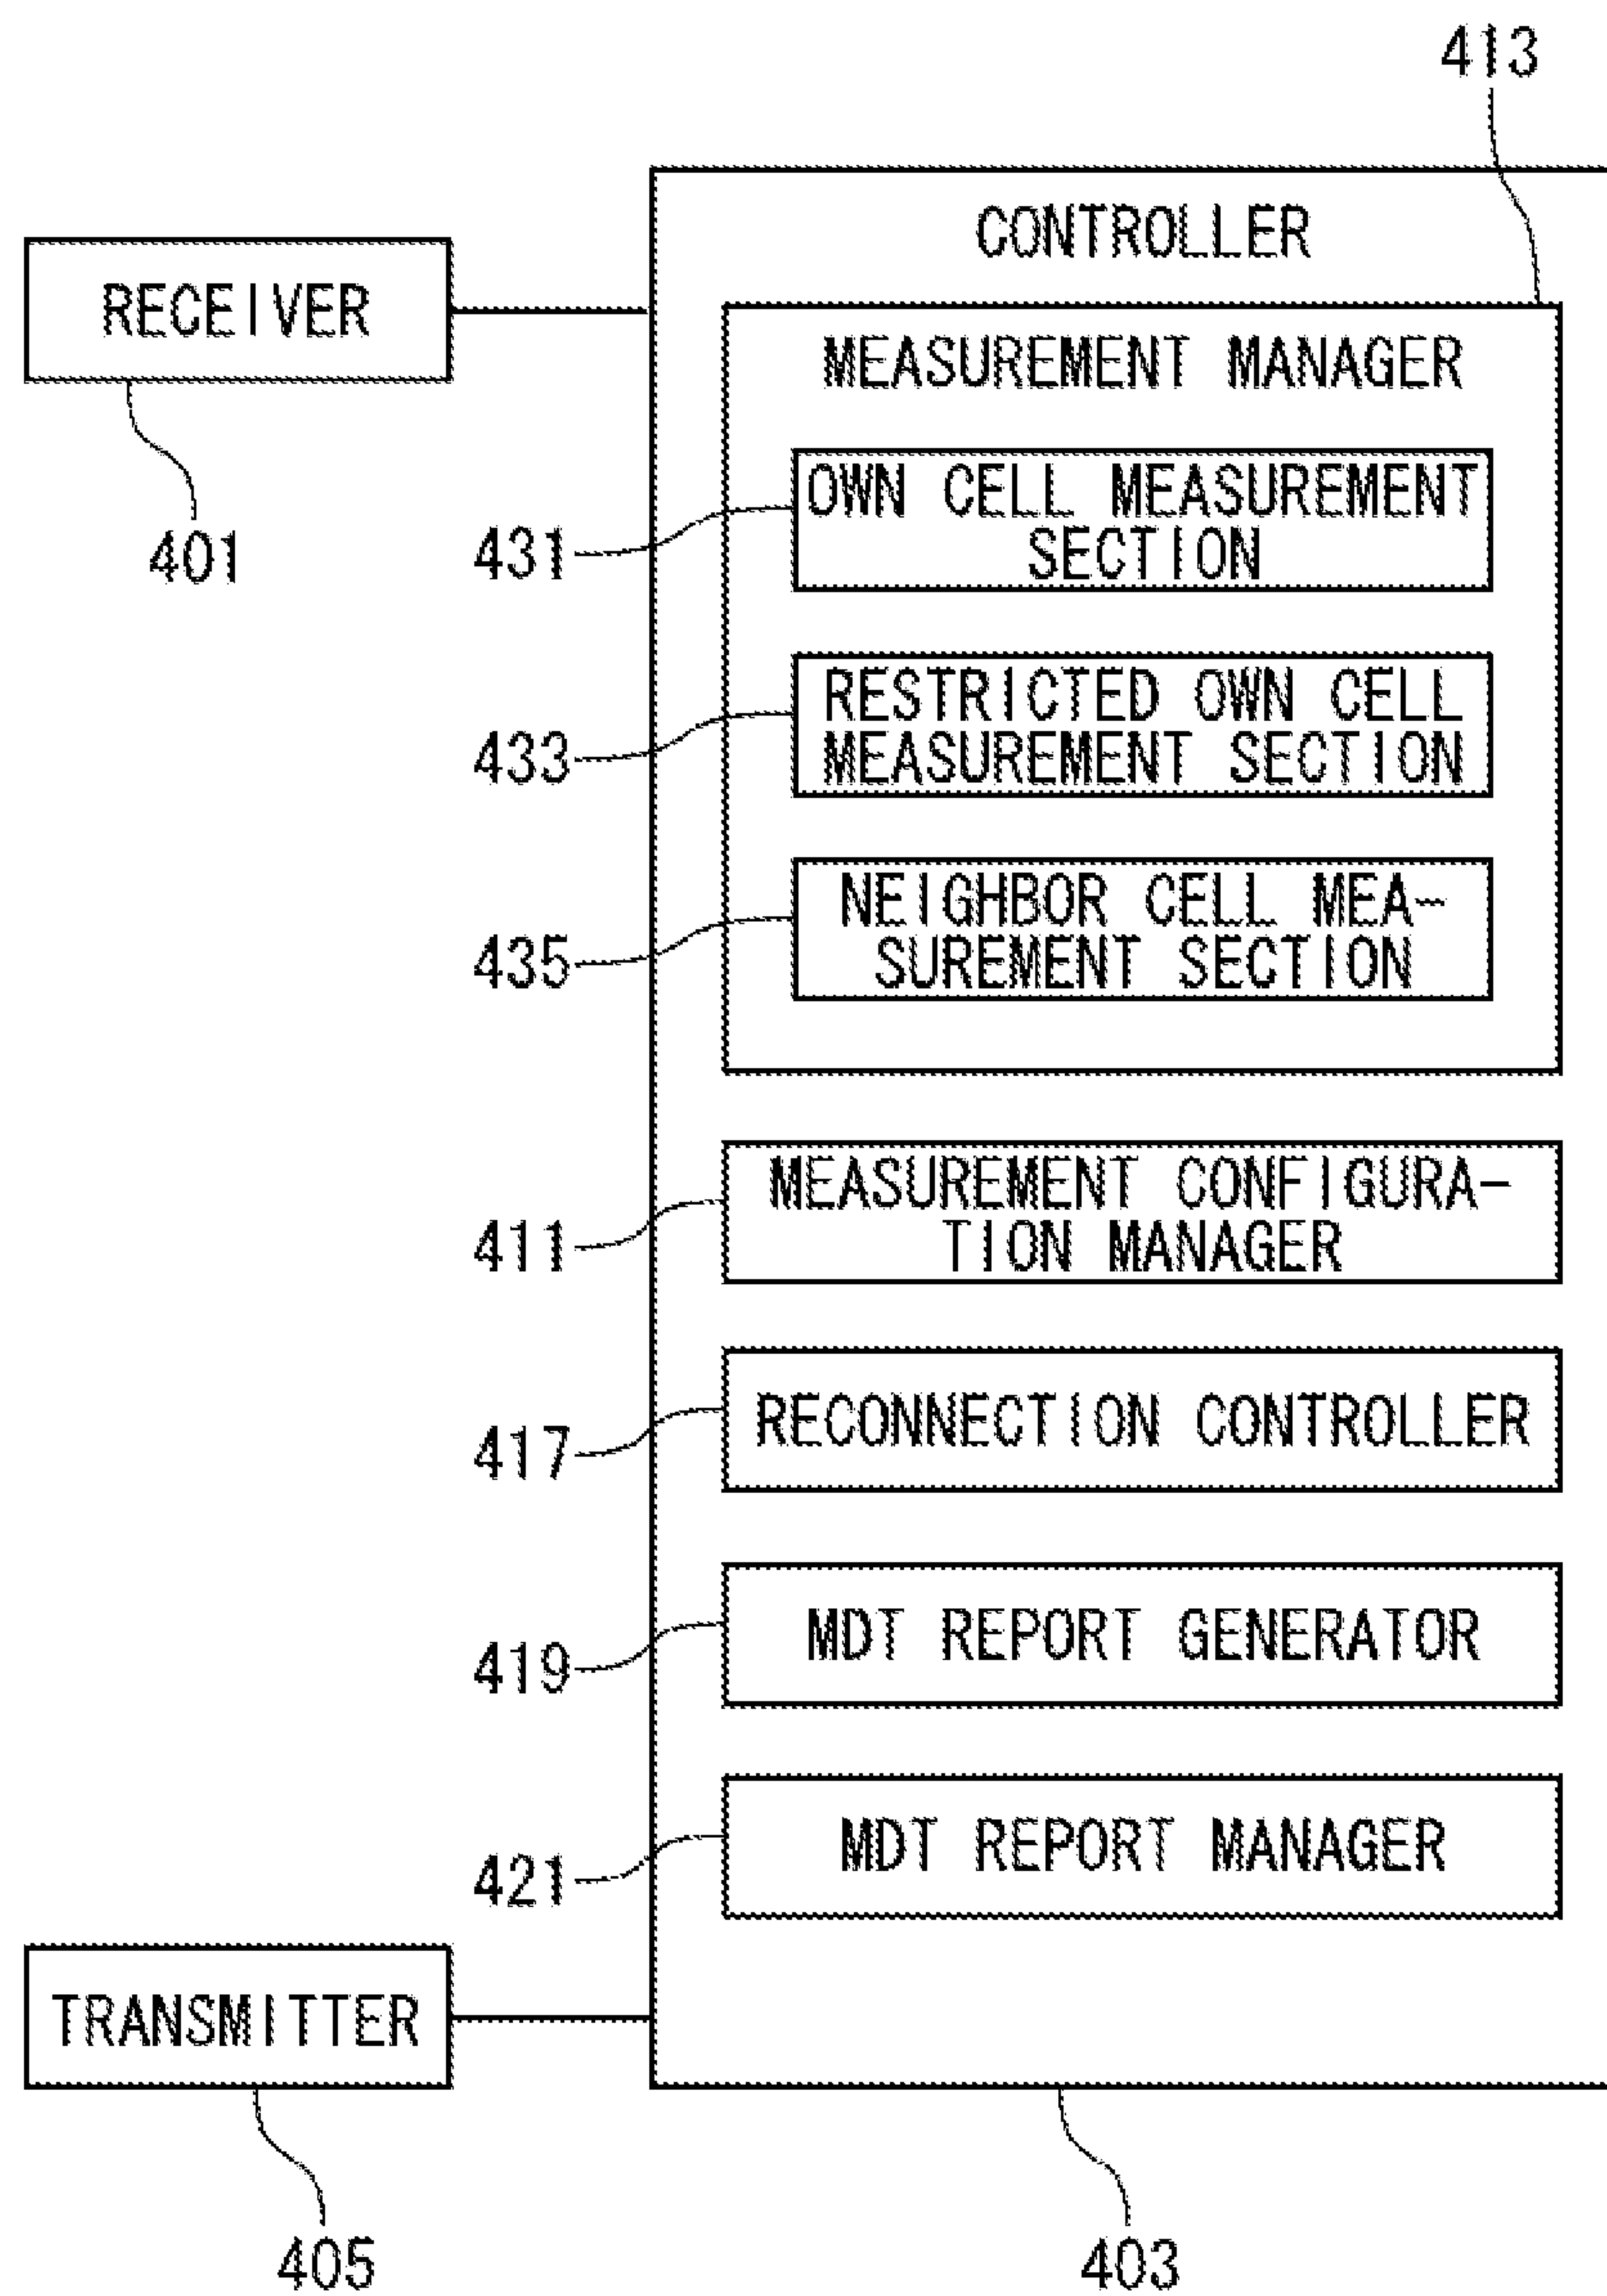 413
CONTROLLER
RECEIVER
MEASUREMENT MANAGER
401
OWN CELL MEASUREMENT
SECTION
431
RESTRICTED OWN CELL
MEASUREMENT SECTION
433
NEIGHBOR CELL MEA-
SUREMENT SECTION
435
MEASUREMENT CONFIGURA-
TION MANAGER
411
RECONNECTION CONTROLLER
417
MDT REPORT GENERATOR
419
MDT REPORT MANAGER
421
TRANSMITTER
405
403